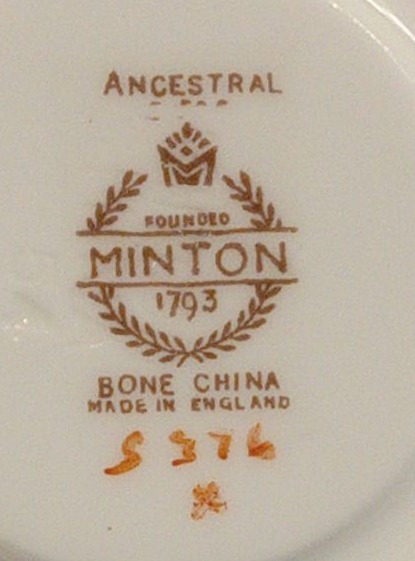 ANCESTRAL
FOUNDED
MINTON
1793
BONE CHINA
MADE IN ENGLAND
S 376